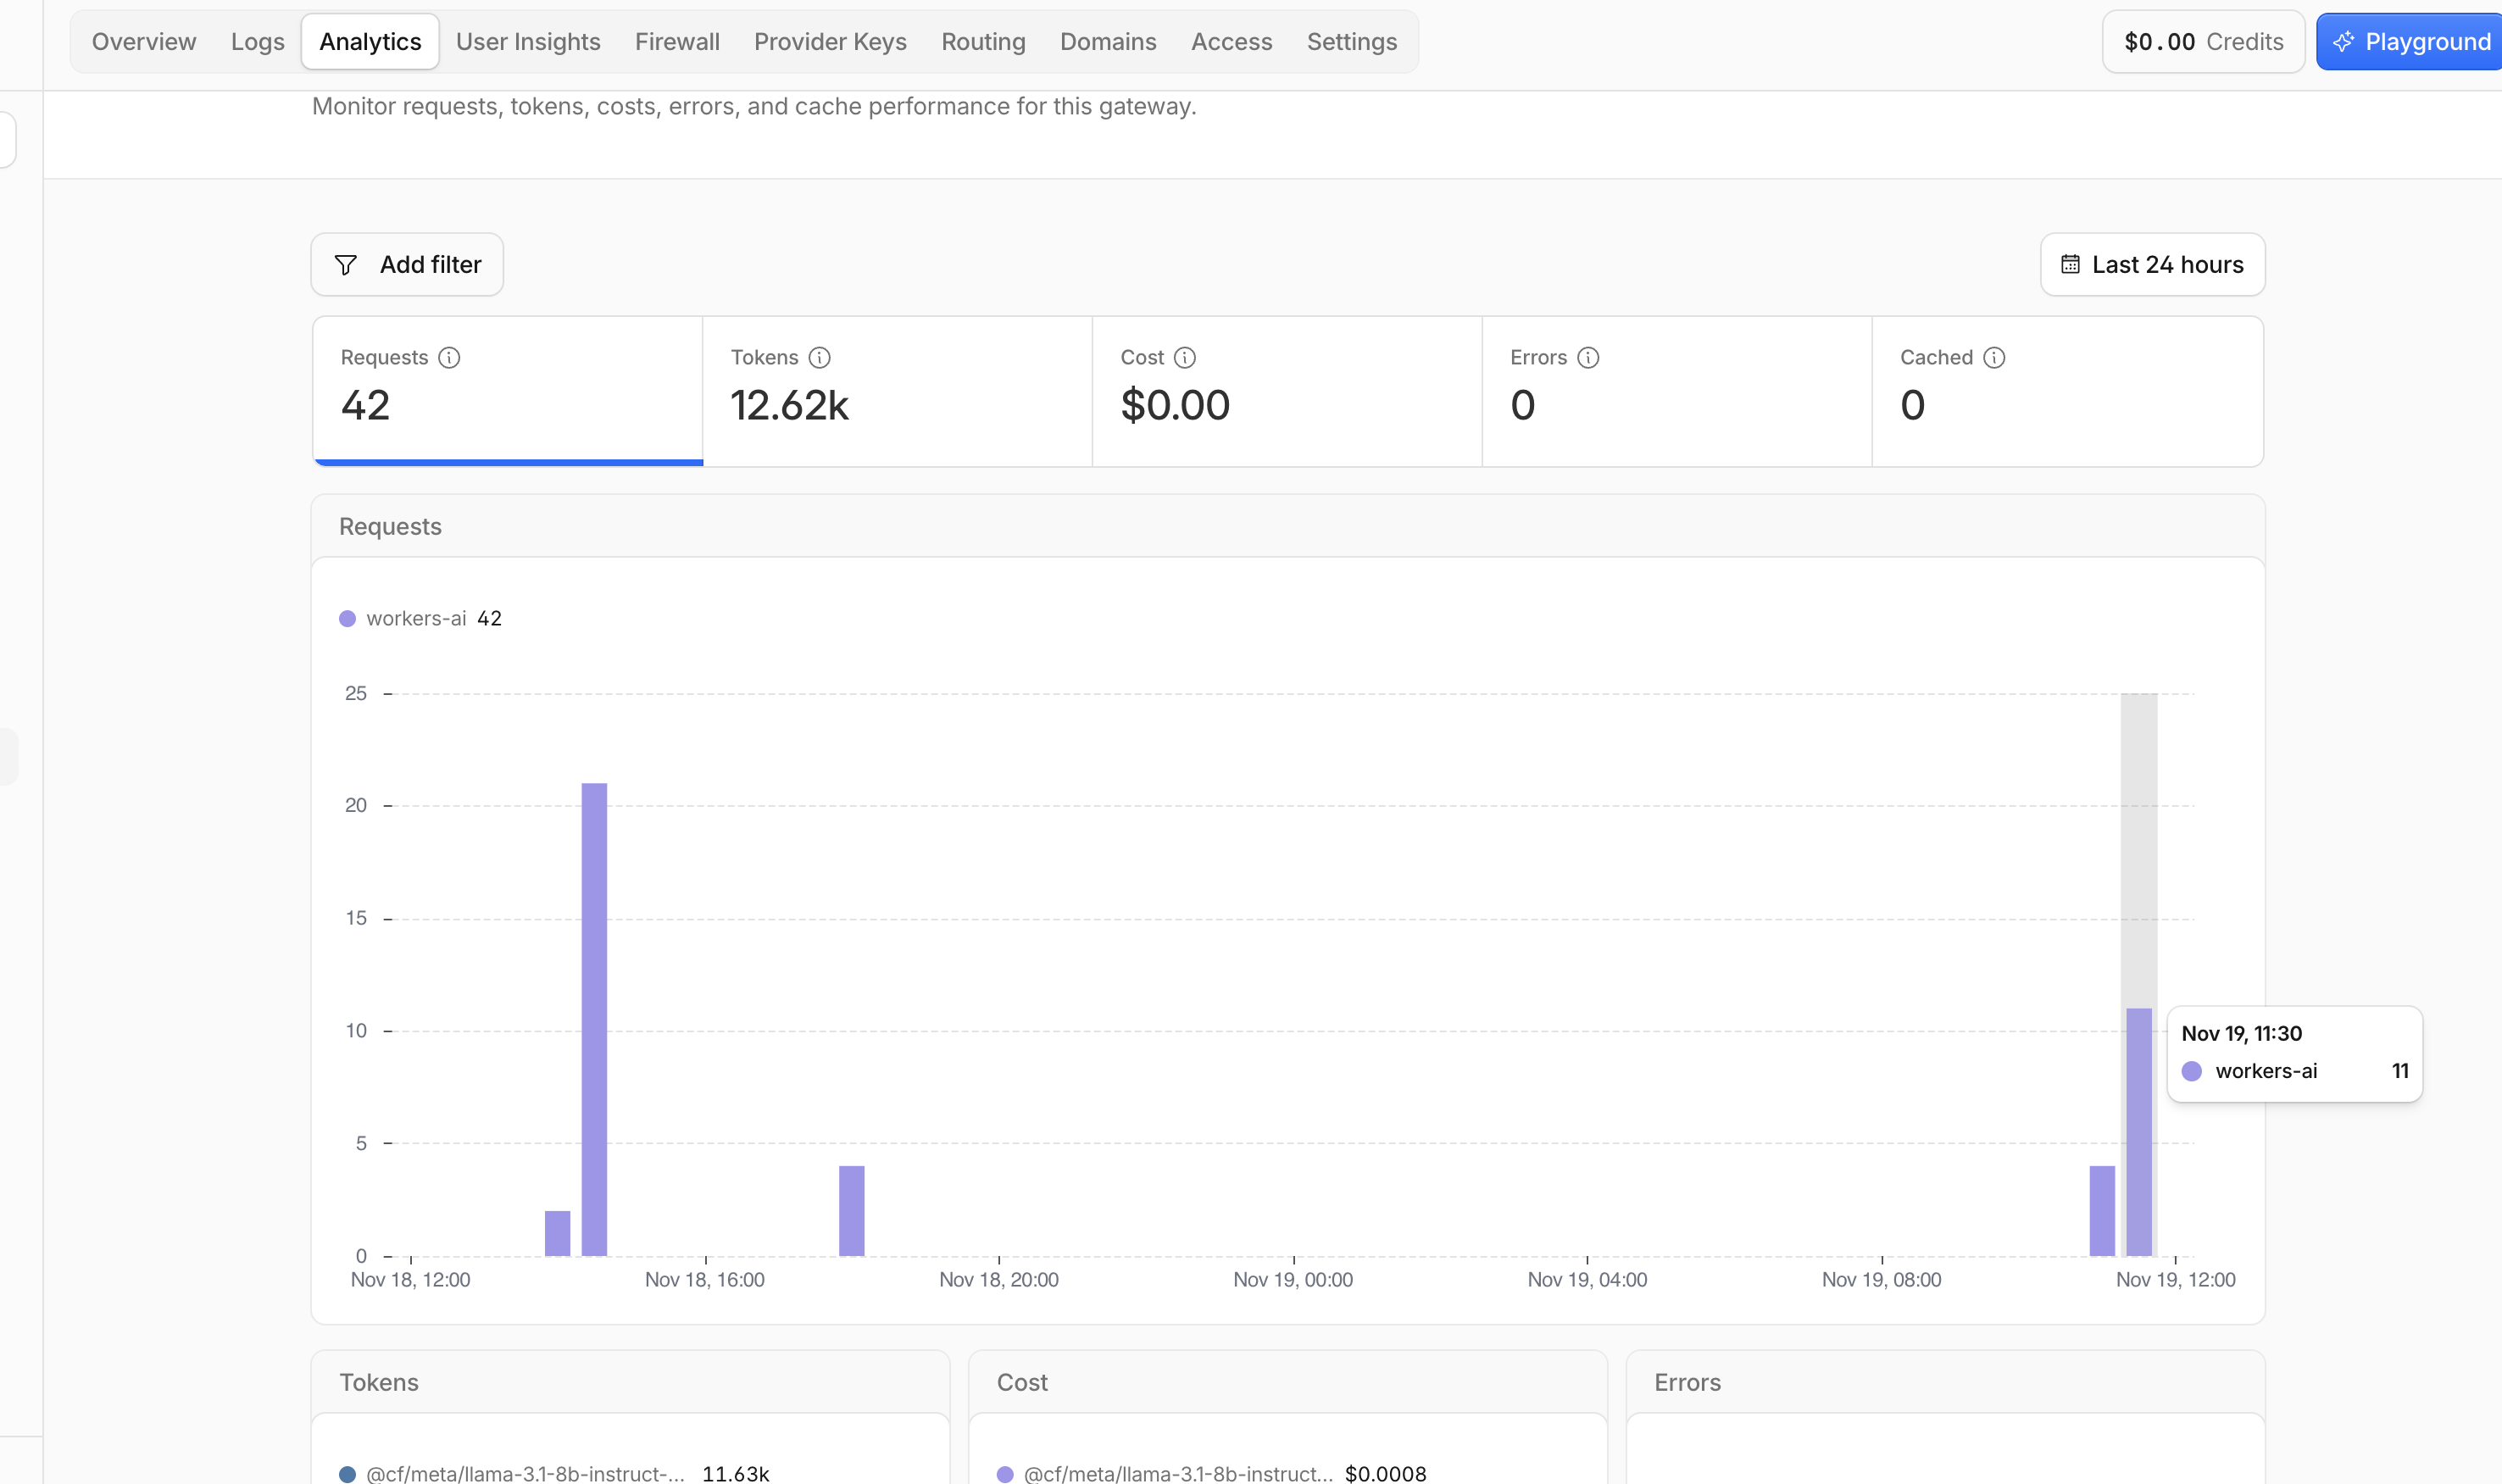 Overview Logs Analytics User Insights Firewall Provider Keys Routing Domains Access Settings $0.00 Credits Playground
Monitor requests, tokens, costs, errors, and cache performance for this gateway.
Add filter Last 24 hours
Requests Tokens Cost Errors Cached
42 12.62k $0.00 0 0
Requests
workers-ai 42
25
20
15
10
Nov 19, 11:30
workers-ai 11
5
0
Nov 18, 12:00 Nov 18, 16:00 Nov 18, 20:00 Nov 19, 00:00 Nov 19, 04:00 Nov 19, 08:00 Nov 19, 12:00
Tokens Cost Errors
@cf/meta/llama-3.1-8b-instruct-... 11.63k @cf/meta/llama-3.1-8b-instruct... $0.0008